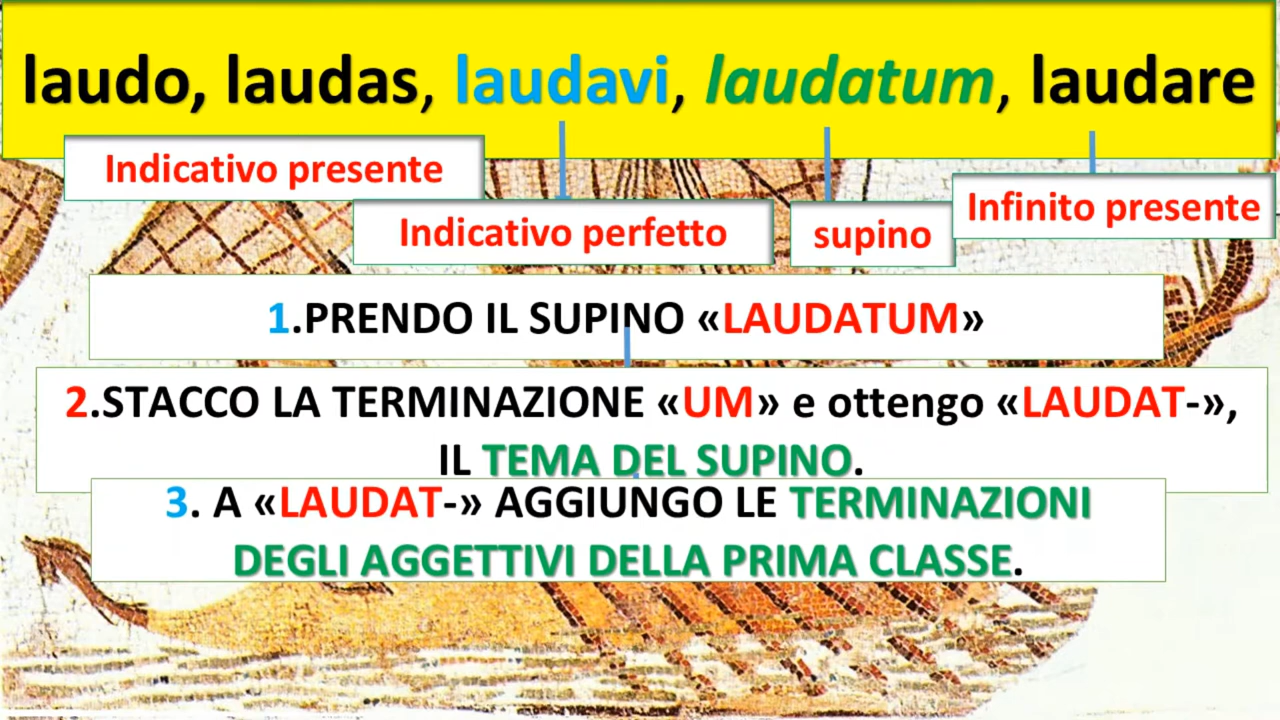 laudo, laudas, laudavi, laudatum, laudare
Indicativo presente
Indicativo perfetto
supino
Infinito presente
1.PRENDO IL SUPINO «LAUDATUM»
2.STACCO LA TERMINAZIONE «UM» e ottengo «LAUDAT-»,
IL TEMA DEL SUPINO.
3. A «LAUDAT-» AGGIUNGO LE TERMINAZIONI
DEGLI AGGETTIVI DELLA PRIMA CLASSE.